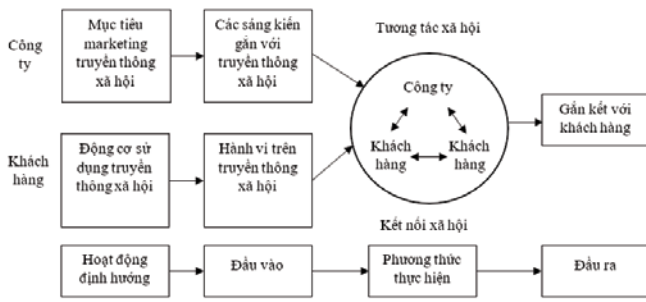 Công
ty
Mục tiêu
marketing
truyền thông
xã hội
Các sáng kiến
gắn với
truyền thông
xã hội
Tương tác xã hội
Công ty
Khách
hàng
Khách
hàng
Gắn kết với
khách hàng
Khách
hàng
Động cơ sử
dụng truyền
thông xã hội
Hành vi trên
truyền thông
xã hội
Kết nối xã hội
Hoạt động
định hướng
Đầu vào
Phương thức
thực hiện
Đầu ra